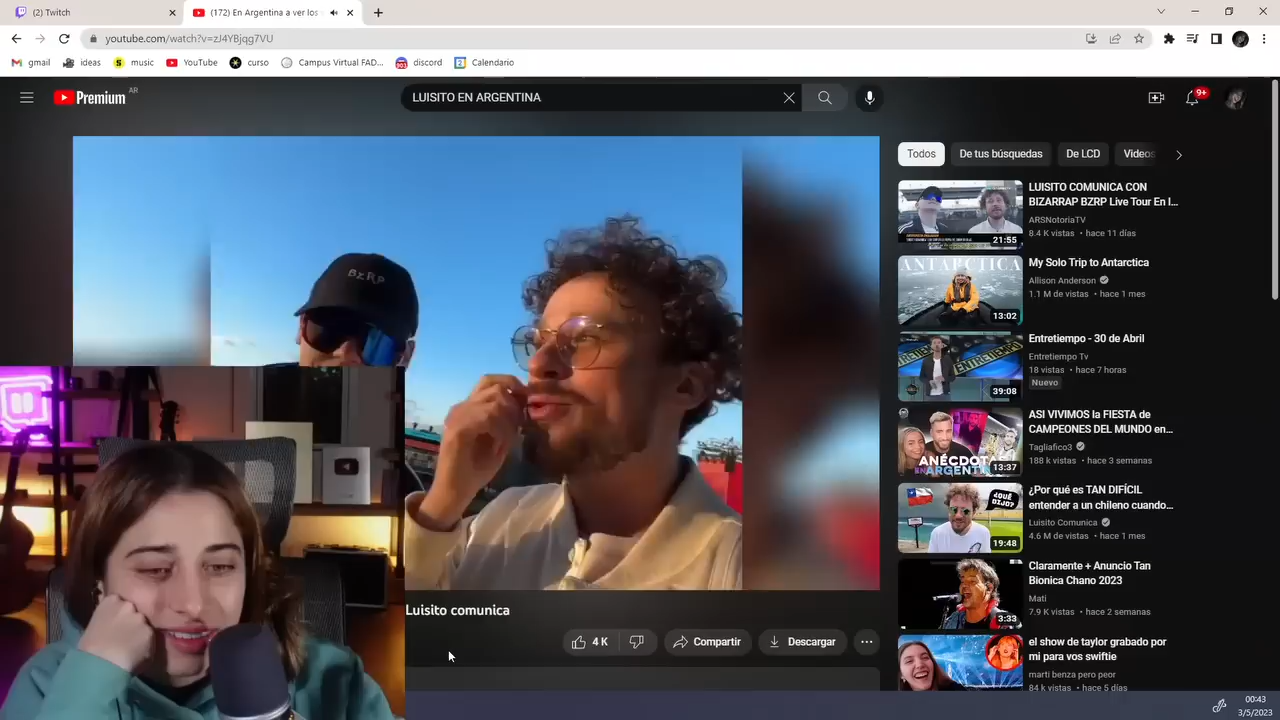 (2) Twitch
(172) En Argentina a ver los
youtube.com/watch?v=zJ4YBjqg7VU
gmail
ideas
music
YouTube
curso
Campus Virtual FAD...
discord
Calendario
Premium AR
LUISITO EN ARGENTINA
9+
Todos
De tus búsquedas
De LCD
Videos
BZRP
LUISITO COMUNICA CON
BIZARRAP BZRP Live Tour En l...
ARSNotoriaTV
8.4 K vistas • hace 11 días
21:55
ANTARCTICA
My Solo Trip to Antarctica
Allison Anderson
1.1 M de vistas • hace 1 mes
13:02
Entretiempo - 30 de Abril
Entretiempo Tv
18 vistas • hace 7 horas
Nuevo
39:08
ASI VIVIMOS la FIESTA de
CAMPEONES DEL MUNDO en...
Tagliafico3
188 k vistas • hace 3 semanas
ANÉCDOT
EN ARGENTIN
13:37
¿Por qué es TAN DIFÍCIL
entender a un chileno cuando...
Luisito Comunica
4.6 M de vistas • hace 1 mes
¿QUÉ
DIJO?
19:48
Claramente + Anuncio Tan
Bionica Chano 2023
Mati
7.9 K vistas • hace 2 semanas
3:33
el show de taylor grabado por
mi para vos swiftie
marti benza pero peor
84 k vistas • hace 5 días
Luisito comunica
4 K
Compartir
Descargar
00:43
3/5/2023